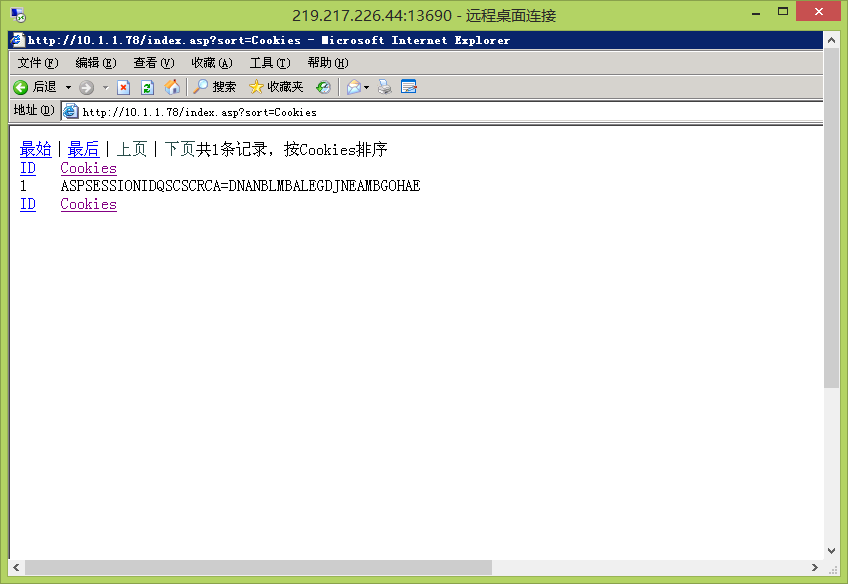 219.217.226.44:13690 - 远程桌面连接
http://10.1.1.78/index.asp?sort=Cookies - Microsoft Internet Explorer
文件(F) 编辑(E) 查看(V) 收藏(A) 工具(T) 帮助(H)
后退 搜索 收藏夹
地址(D) http://10.1.1.78/index.asp?sort=Cookies
最始|最后|上页|下页共1条记录，按Cookies排序
ID Cookies
1 ASPSESSIONIDQSCSCRCA=DNANBLMBALEGDJNEAMBGOHAE
ID Cookies